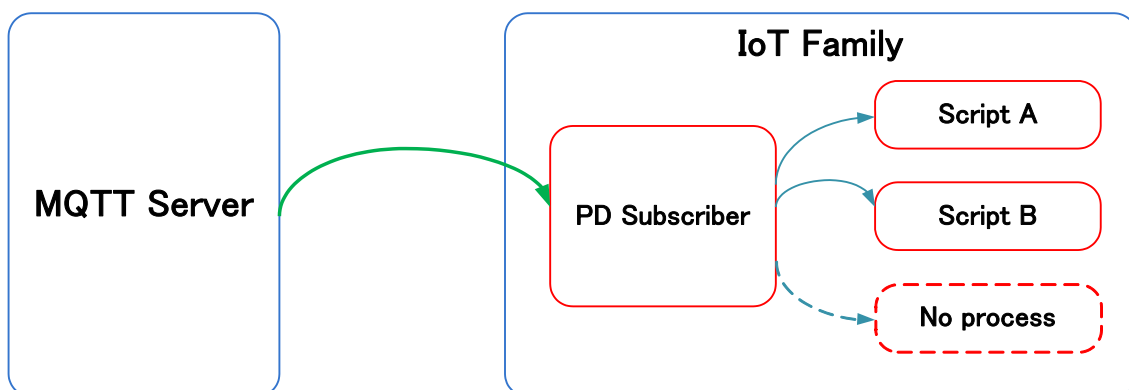 IoT Family
MQTT Server
PD Subscriber
Script A
Script B
No process